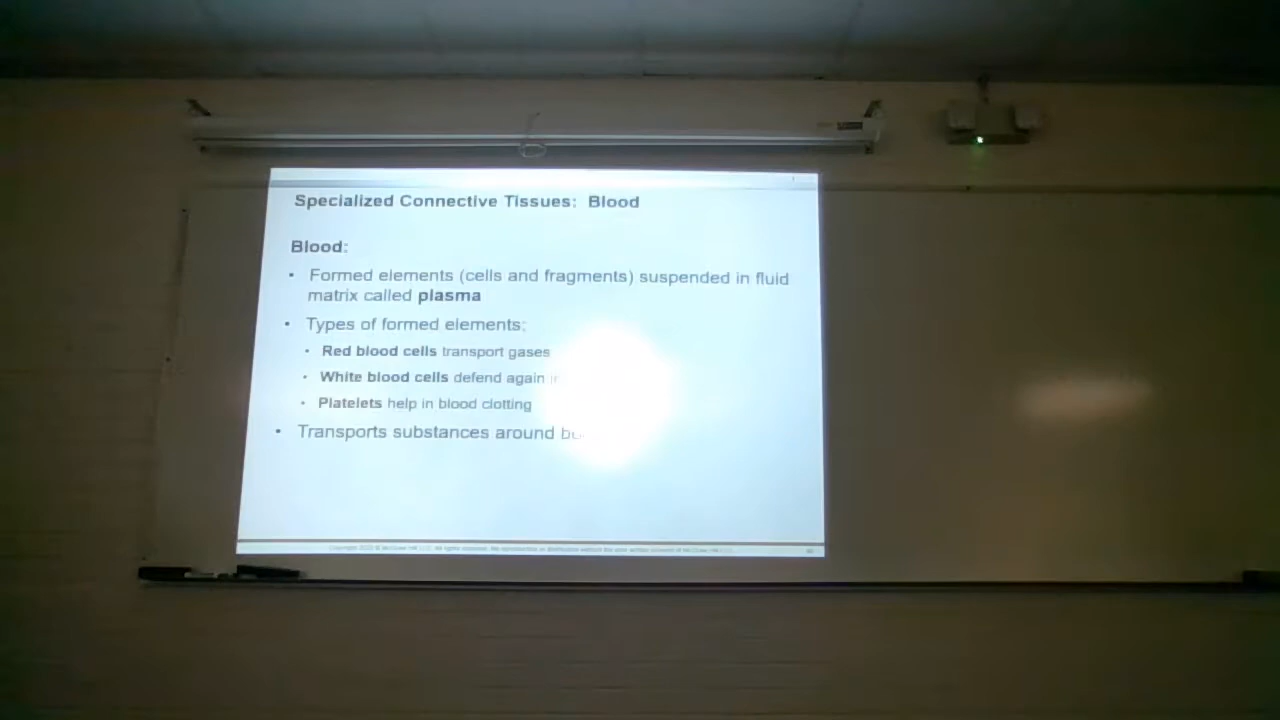 Specialized Connective Tissues: Blood
Blood:
• Formed elements (cells and fragments) suspended in fluid
matrix called plasma
• Types of formed elements:
• Red blood cells transport gases
• White blood cells defend again
• Platelets help in blood clotting
• Transports substances around